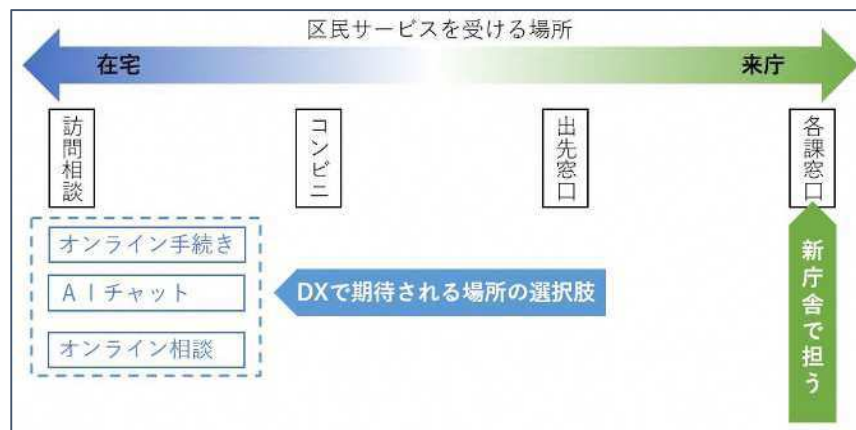 区民サービスを受ける場所
在宅
来庁
訪問相談
コンビニ
出先窓口
各課窓口
オンライン手続き
AIチャット
オンライン相談
DXで期待される場所の選択肢
新庁舎で担う